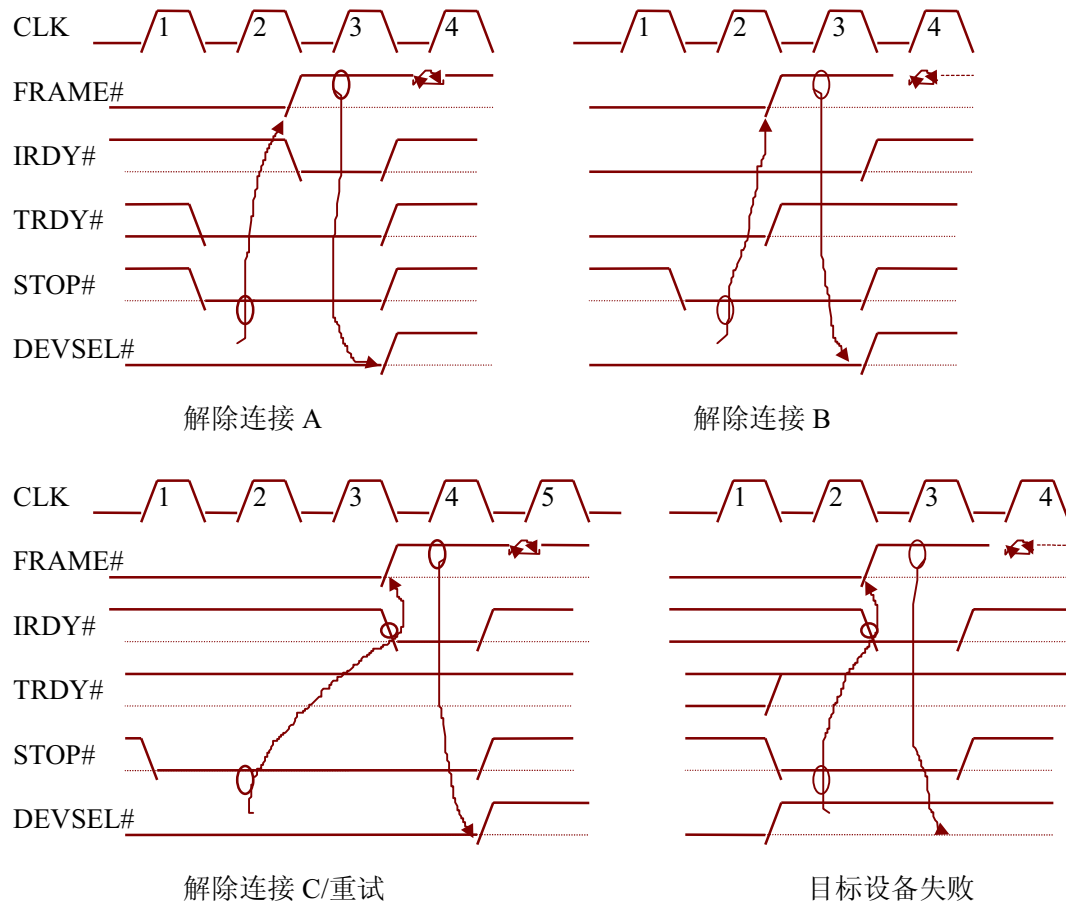 CLK 1 2 3 4
FRAME#
IRDY#
TRDY#
STOP#
DEVSEL#
解除连接 A
1 2 3 4
解除连接 B
CLK 1 2 3 4 5
FRAME#
IRDY#
TRDY#
STOP#
DEVSEL#
解除连接 C/重试
1 2 3 4
目标设备失败